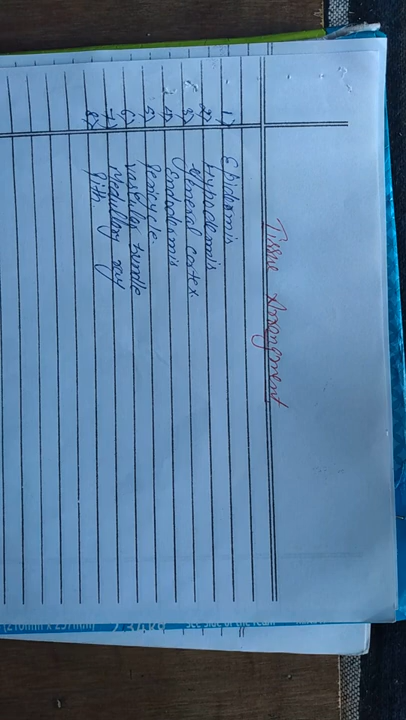 Tissue Arrangement
1) Epidermis
2) Hypodermis
3) General cortex
4) Endodermis
5) Pericycle
6) Vascular bundle
7) Medullary ray
8) Pith